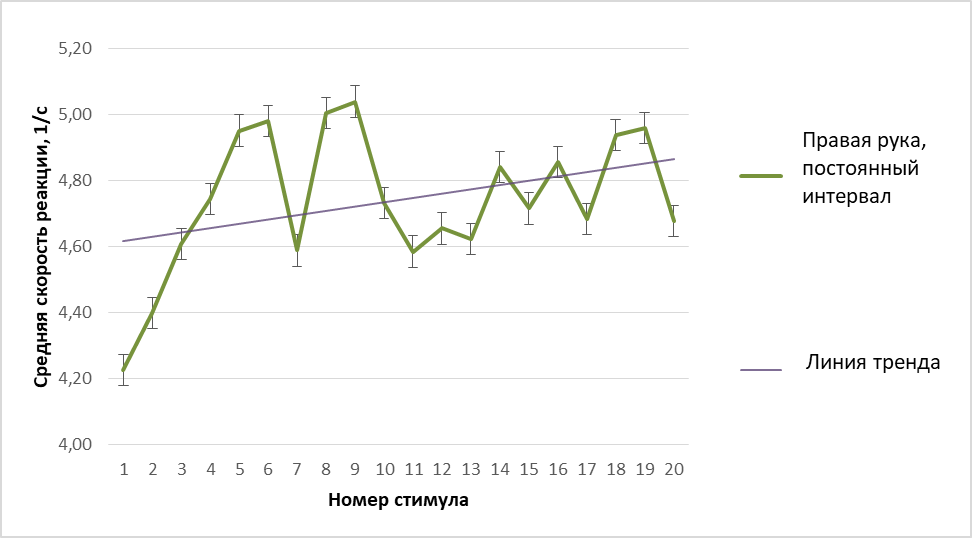 5,20
5,00
4,80
4,60
4,40
4,20
4,00
Средняя скорость реакции, 1/с
1 2 3 4 5 6 7 8 9 10 11 12 13 14 15 16 17 18 19 20
Номер стимула
Правая рука,
постоянный
интервал
Линия тренда